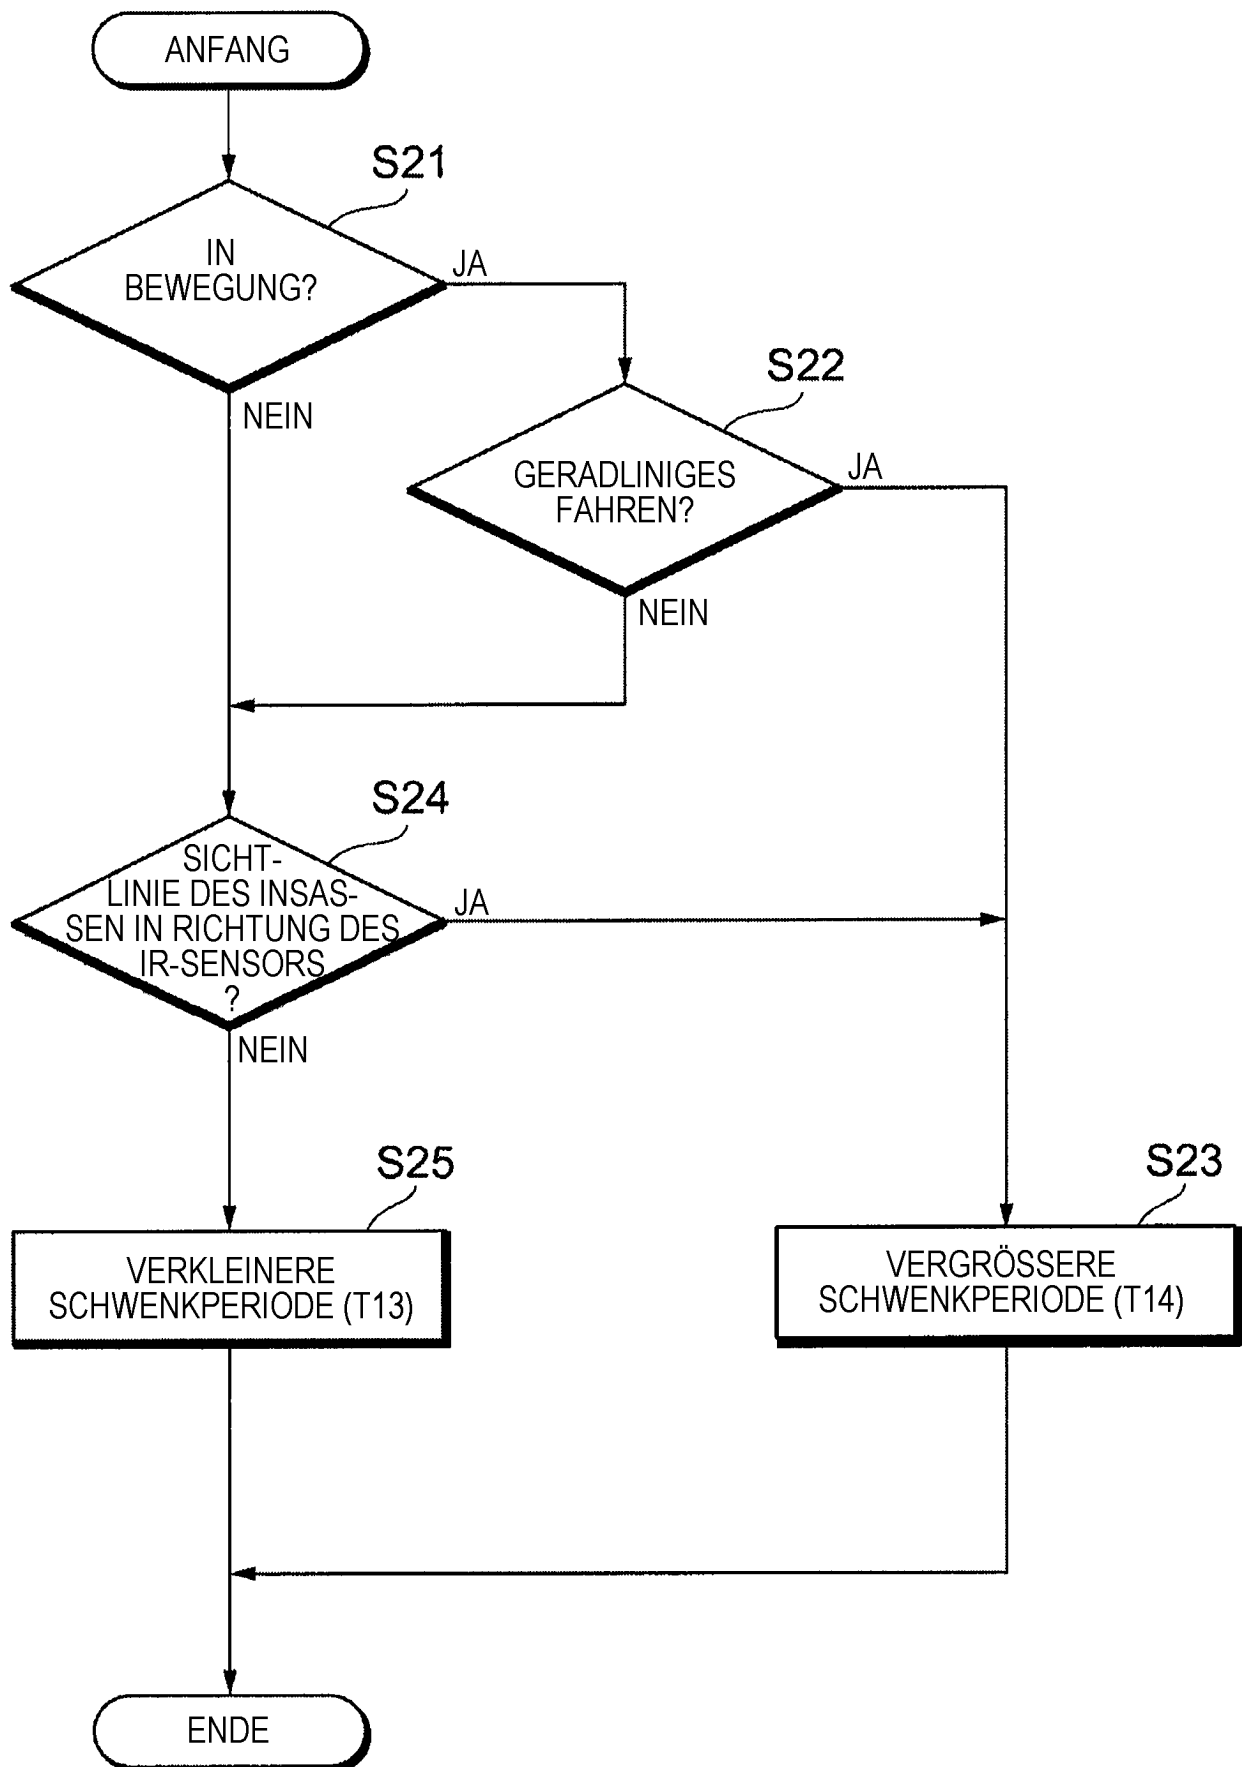 ANFANG
S21
IN
BEWEGUNG?
JA
NEIN
S22
GERADLINIGES
FAHREN?
JA
NEIN
S24
SICHT-
LINIE DES INSAS-
SEN IN RICHTUNG DES
IR-SENSORS
?
JA
NEIN
S25
VERKLEINERE
SCHWENKPERIODE (T13)
S23
VERGRÖSSERE
SCHWENKPERIODE (T14)
ENDE